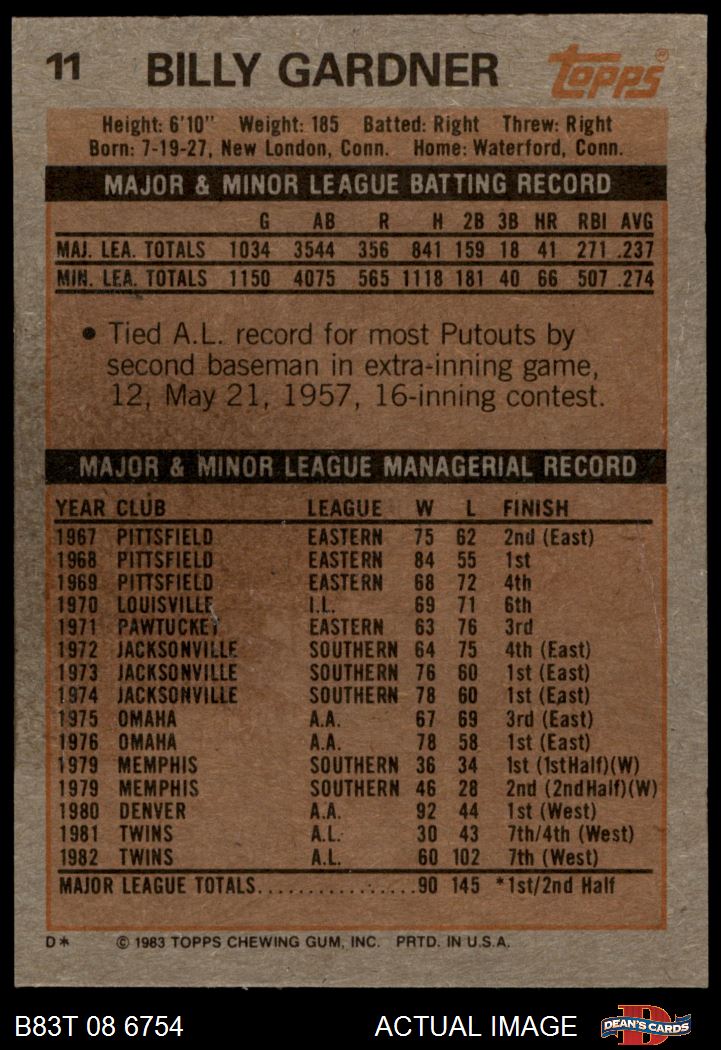 11 BILLY GARDNER topps®
Height: 6'10" Weight: 185 Batted: Right Threw: Right
Born: 7-19-27, New London, Conn. Home: Waterford, Conn.
MAJOR & MINOR LEAGUE BATTING RECORD
G AB R H 2B 3B HR RBI AVG
MAJ. LEA. TOTALS 1034 3544 356 841 159 18 41 271 .237
MIN. LEA. TOTALS 1150 4075 565 1118 181 40 66 507 .274
• Tied A.L. record for most Putouts by
second baseman in extra-inning game,
12, May 21, 1957, 16-inning contest.
MAJOR & MINOR LEAGUE MANAGERIAL RECORD
YEAR CLUB LEAGUE W L FINISH
1967 PITTSFIELD EASTERN 75 62 2nd (East)
1968 PITTSFIELD EASTERN 84 55 1st
1969 PITTSFIELD EASTERN 68 72 4th
1970 LOUISVILLE I.L. 69 71 6th
1971 PAWTUCKET EASTERN 63 76 3rd
1972 JACKSONVILLE SOUTHERN 64 75 4th (East)
1973 JACKSONVILLE SOUTHERN 76 60 1st (East)
1974 JACKSONVILLE SOUTHERN 78 60 1st (East)
1975 OMAHA A.A. 67 69 3rd (East)
1976 OMAHA A.A. 78 58 1st (East)
1979 MEMPHIS SOUTHERN 36 34 1st (1stHalf)(W)
1979 MEMPHIS SOUTHERN 46 28 2nd (2ndHalf)(W)
1980 DENVER A.A. 92 44 1st (West)
1981 TWINS A.L. 30 43 7th/4th (West)
1982 TWINS A.L. 60 102 7th (West)
MAJOR LEAGUE TOTALS................90 145 *1st/2nd Half
D* © 1983 TOPPS CHEWING GUM, INC. PRTD. IN U.S.A.
B83T 08 6754 ACTUAL IMAGE D DEAN'S CARDS